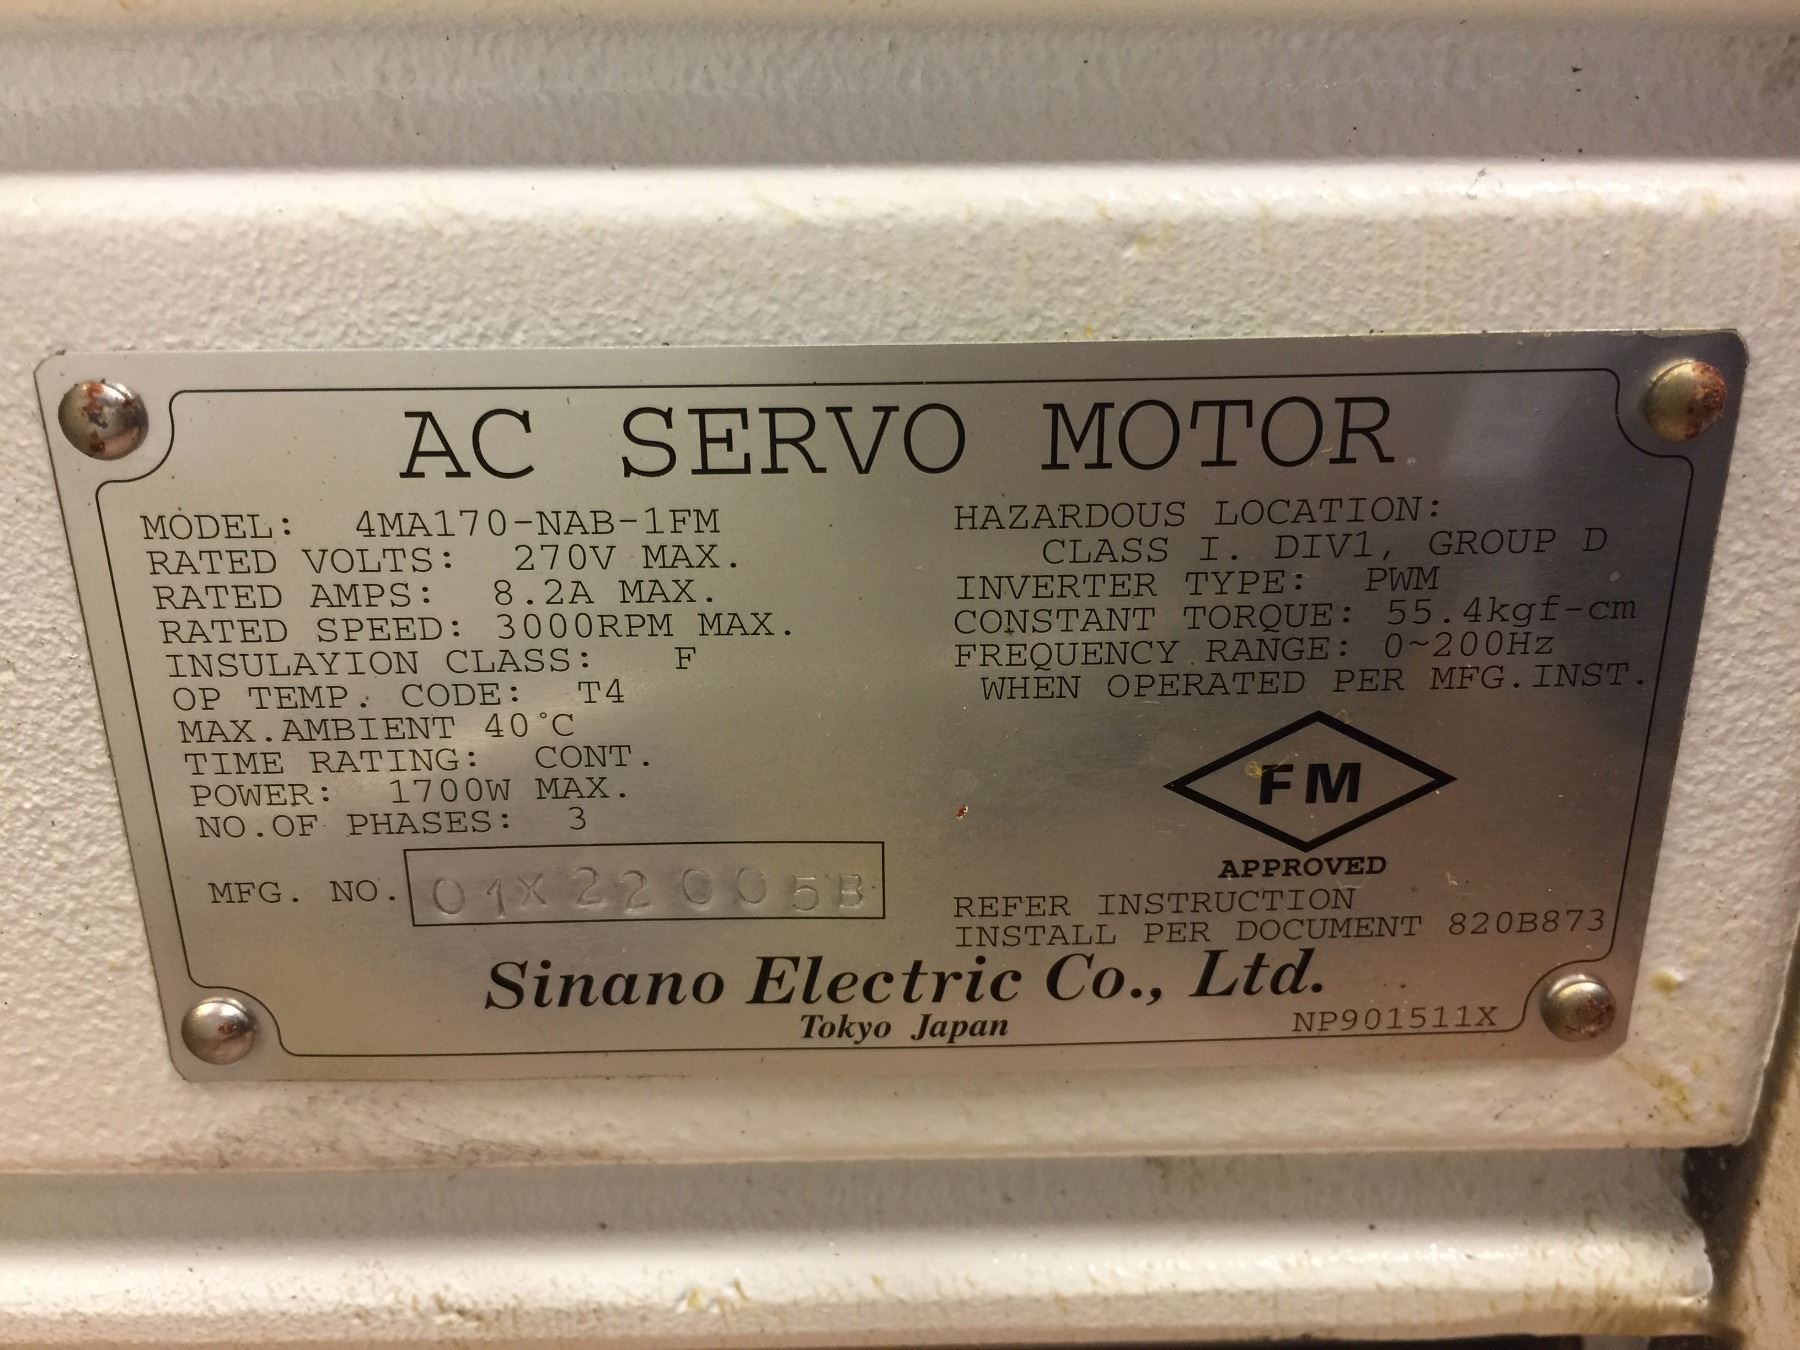 AC SERVO MOTOR
MODEL: 4MA170-NAB-1FM
RATED VOLTS: 270V MAX.
RATED AMPS: 8.2A MAX.
RATED SPEED: 3000RPM MAX.
INSULAYION CLASS: F
OP TEMP. CODE: T4
MAX.AMBIENT 40°C
TIME RATING: CONT.
POWER: 1700W MAX.
NO.OF PHASES: 3
MFG. NO. 01X22005B
HAZARDOUS LOCATION:
CLASS I. DIV1, GROUP D
INVERTER TYPE: PWM
CONSTANT TORQUE: 55.4kgf-cm
FREQUENCY RANGE: 0~200Hz
WHEN OPERATED PER MFG.INST.
FM
APPROVED
REFER INSTRUCTION
INSTALL PER DOCUMENT 820B873
Sinano Electric Co., Ltd.
Tokyo Japan
NP901511X